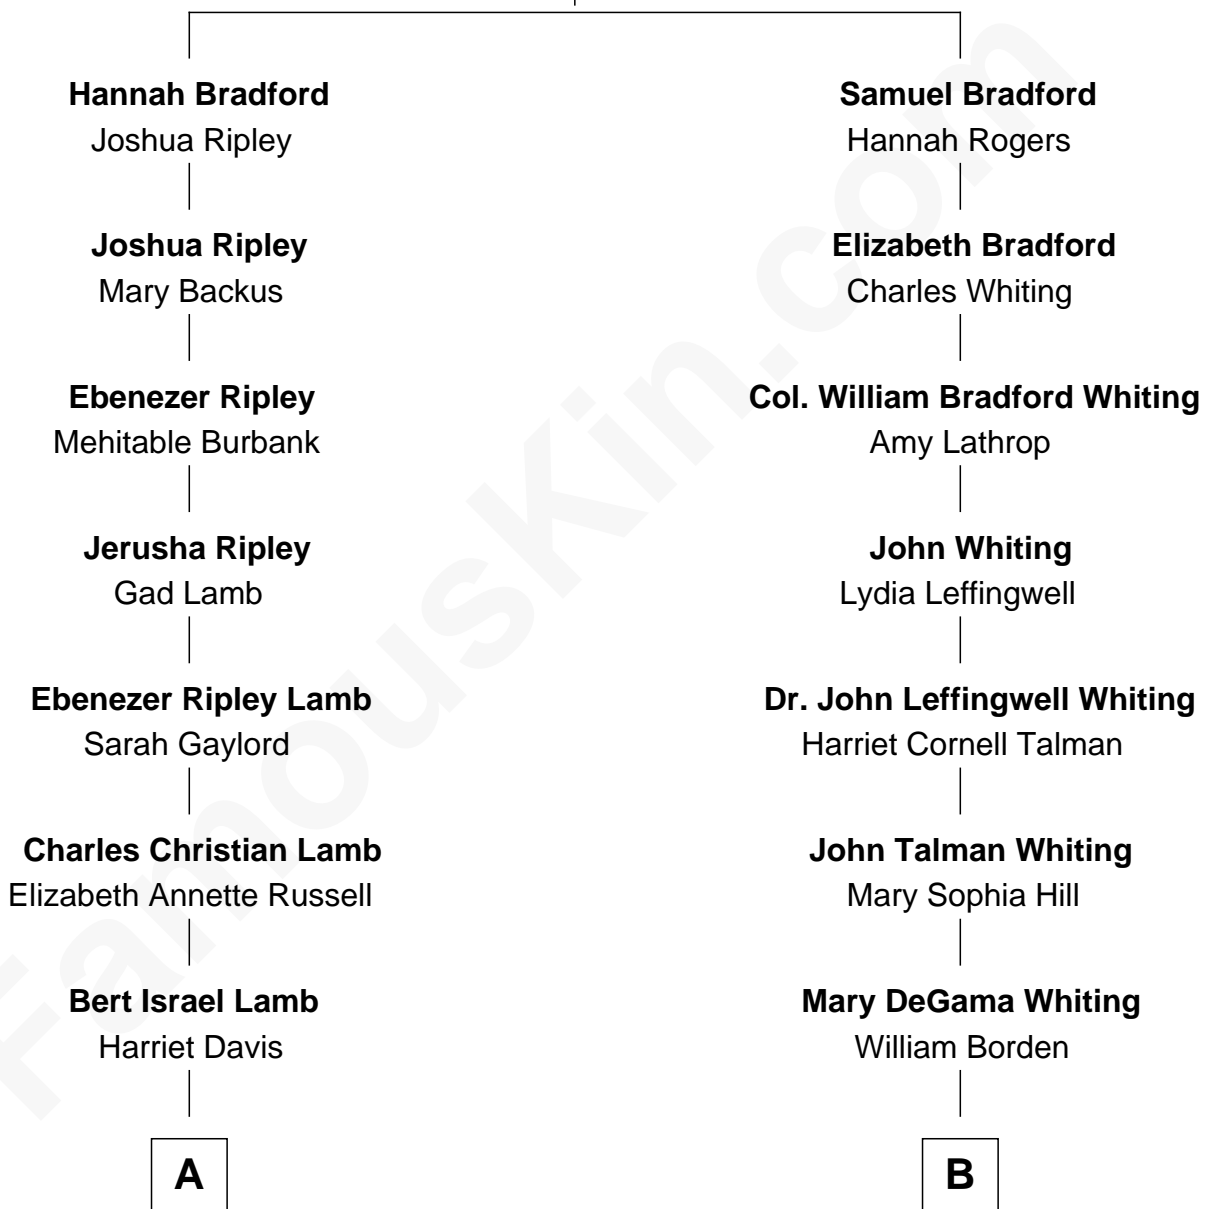 Hannah Bradford
Joshua Ripley
Joshua Ripley
Mary Backus
Ebenezer Ripley
Mehitable Burbank
Jerusha Ripley
Gad Lamb
Ebenezer Ripley Lamb
Sarah Gaylord
Charles Christian Lamb
Elizabeth Annette Russell
Bert Israel Lamb
Harriet Davis
A
Samuel Bradford
Hannah Rogers
Elizabeth Bradford
Charles Whiting
Col. William Bradford Whiting
Amy Lathrop
John Whiting
Lydia Leffingwell
Dr. John Leffingwell Whiting
Harriet Cornell Talman
John Talman Whiting
Mary Sophia Hill
Mary DeGama Whiting
William Borden
B
FamousKin.com